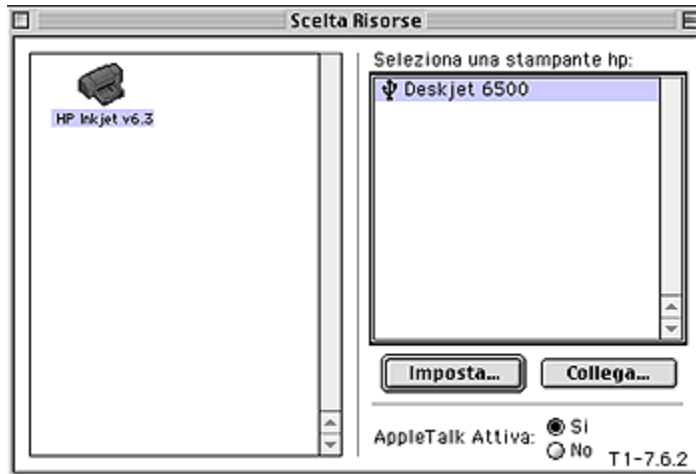 Scelta Risorse
HP Inkjet v6.3
Seleziona una stampante hp:
Deskjet 6500
Imposta...
Collega...
AppleTalk Attiva:
Si
No
T1-7.6.2